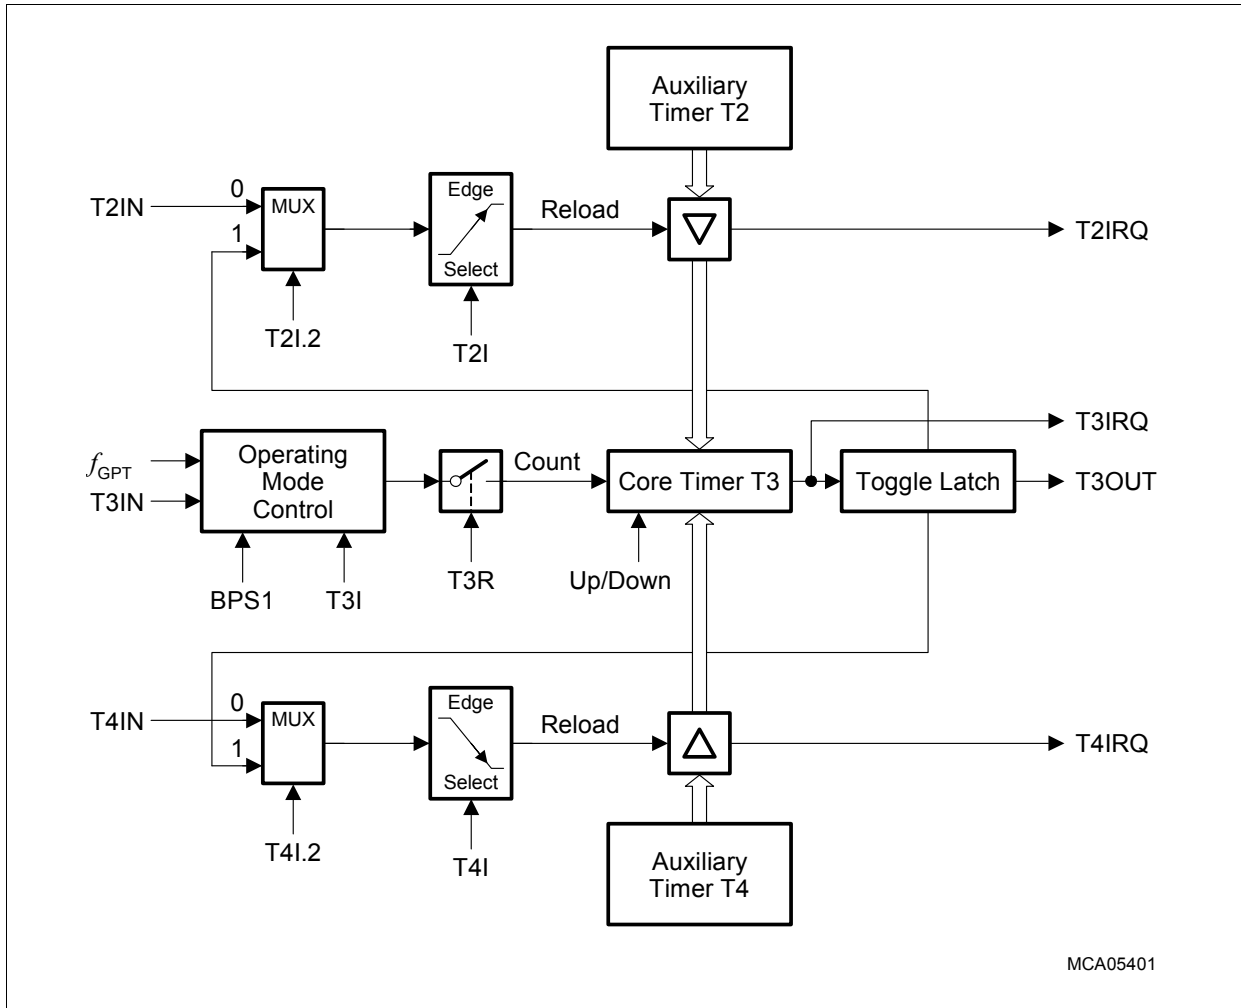 Auxiliary
Timer T2
T2IN
0
1
MUX
T2I.2
Edge
Select
T2I
Reload
T2IRQ
T3IRQ
fGPT
T3IN
Operating
Mode
Control
BPS1
T3I
T3R
Count
Core Timer T3
Up/Down
Toggle Latch
T3OUT
T4IN
0
1
MUX
T4I.2
Edge
Select
T4I
Reload
T4IRQ
Auxiliary
Timer T4
MCA05401